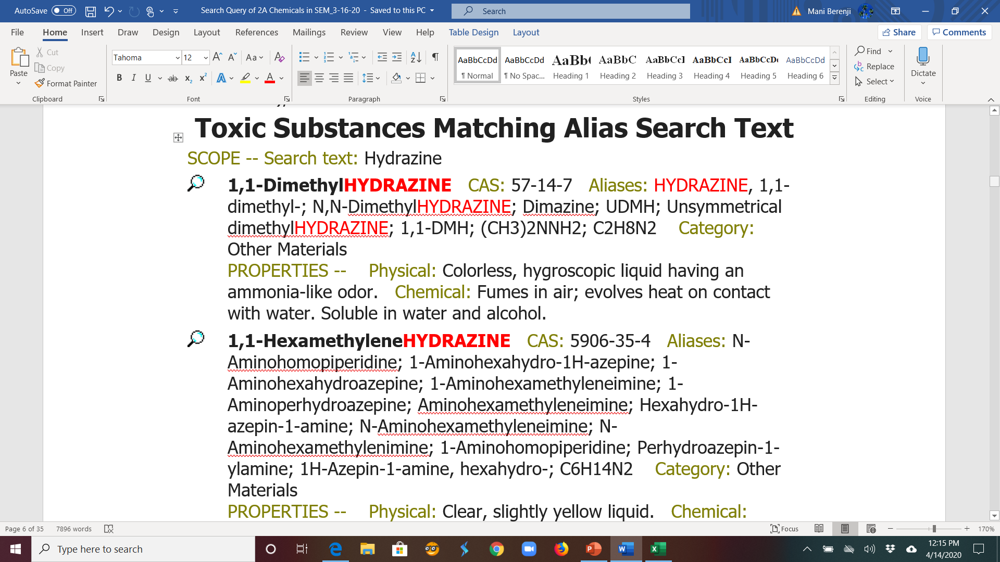 AutoSave Off Search Query of 2A Chemicals in SEM_3-16-20 - Saved to this PC Search Mani Berenji
File Home Insert Draw Design Layout References Mailings Review View Help Table Design Layout Share Comments
Paste Cut Copy Format Painter
Clipboard
Tahoma 12
Font
Paragraph
AaBbCcDd AaBbCcDd AaBb( AaBbC AaBbCcI AaBbCcI AaBbCcD AaBbCcDd
¶ Normal ¶ No Spac... Heading 1 Heading 2 Heading 3 Heading 4 Heading 5 Heading 6
Styles
Find
Replace
Select
Editing
Dictate
Voice
Toxic Substances Matching Alias Search Text
SCOPE -- Search text: Hydrazine
1,1-DimethylHYDRAZINE CAS: 57-14-7 Aliases: HYDRAZINE, 1,1-
dimethyl-; N,N-DimethylHYDRAZINE; Dimazine; UDMH; Unsymmetrical
dimethylHYDRAZINE; 1,1-DMH; (CH3)2NNH2; C2H8N2 Category:
Other Materials
PROPERTIES -- Physical: Colorless, hygroscopic liquid having an
ammonia-like odor. Chemical: Fumes in air; evolves heat on contact
with water. Soluble in water and alcohol.
1,1-HexamethyleneHYDRAZINE CAS: 5906-35-4 Aliases: N-
Aminohomopiperidine; 1-Aminohexahydro-1H-azepine; 1-
Aminohexahydroazepine; 1-Aminohexamethyleneimine; 1-
Aminoperhydroazepine; Aminohexamethyleneimine; Hexahydro-1H-
azepin-1-amine; N-Aminohexamethyleneimine; N-
Aminohexamethylenimine; 1-Aminohomopiperidine; Perhydroazepin-1-
ylamine; 1H-Azepin-1-amine, hexahydro-; C6H14N2 Category: Other
Materials
PROPERTIES -- Physical: Clear, slightly yellow liquid. Chemical:
Page 6 of 35 7896 words Focus 170%
Type here to search
12:15 PM
4/14/2020